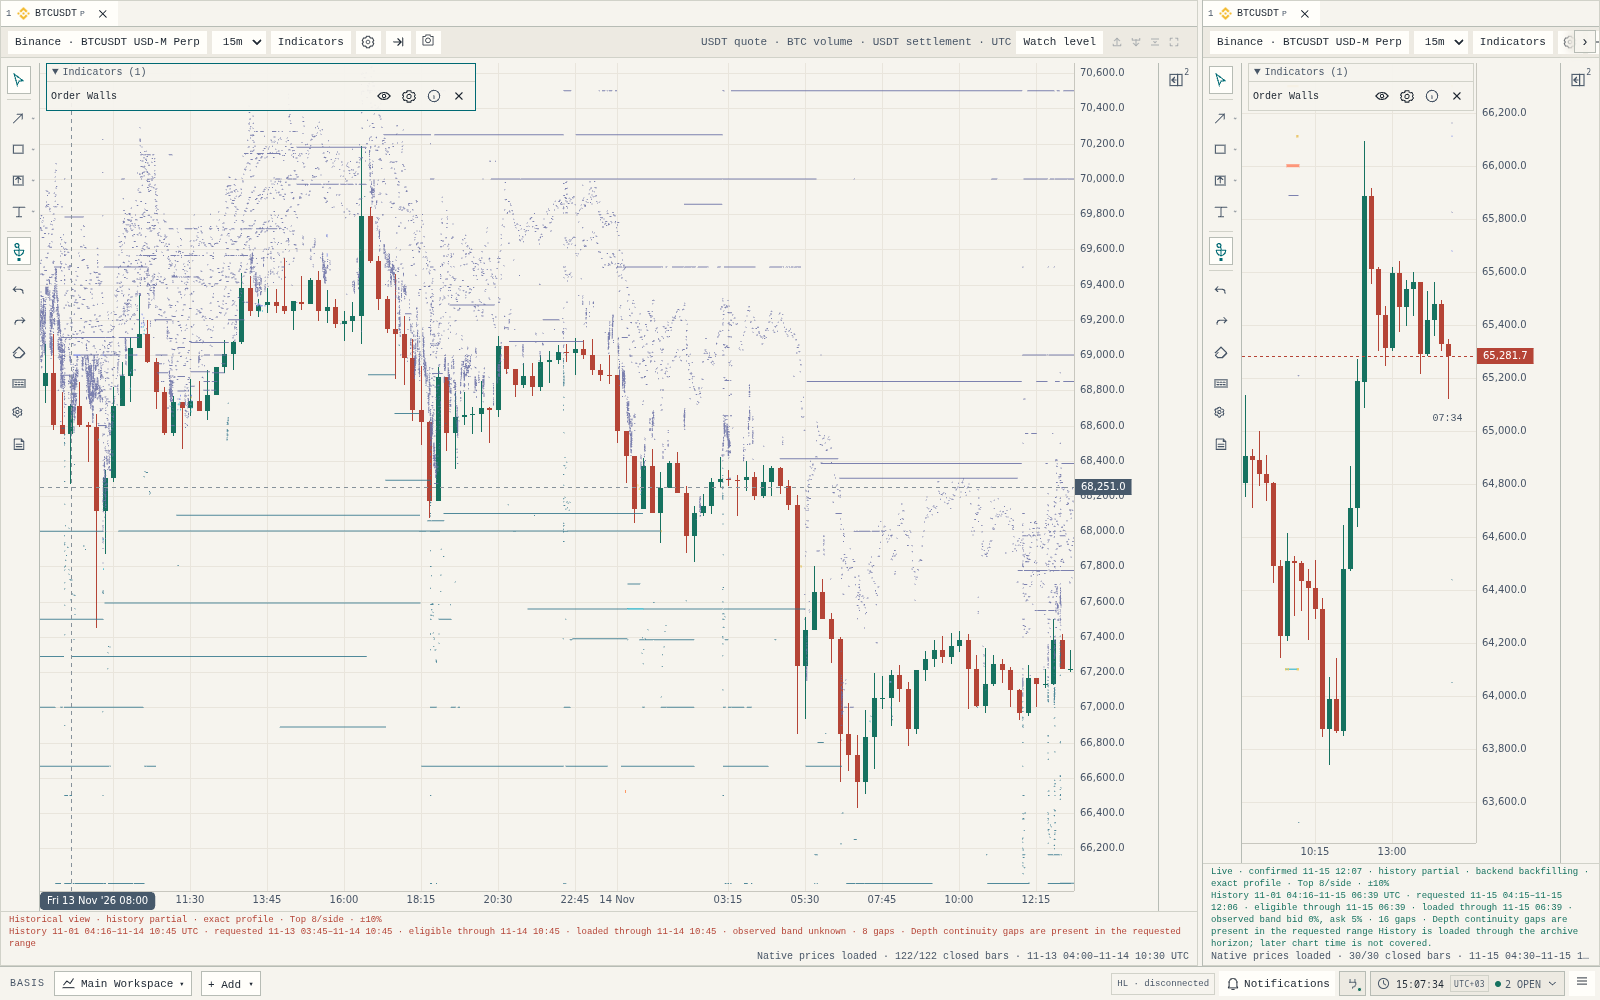 1 BTCUSDT P
Binance · BTCUSDT USD-M Perp 15m Indicators USDT quote · BTC volume · USDT settlement · UTC Watch level
▼ Indicators (1)
Order Walls
70,600.0
70,400.0
70,200.0
70,000.0
69,800.0
69,600.0
69,400.0
69,200.0
69,000.0
68,800.0
68,600.0
68,400.0
68,251.0
68,200.0
68,000.0
67,800.0
67,600.0
67,400.0
67,200.0
67,000.0
66,800.0
66,600.0
66,400.0
66,200.0
2
Fri 13 Nov '26 08:00 11:30 13:45 16:00 18:15 20:30 22:45 14 Nov 03:15 05:30 07:45 10:00 12:15
Historical view · history partial · exact profile · Top 8/side · ±10%
History 11-01 04:16–11-14 10:45 UTC · requested 11-13 03:45–11-14 10:45 · eligible through 11-14 10:45 · loaded through 11-14 10:45 · observed band unknown · 8 gaps · Depth continuity gaps are present in the requested
range
Native prices loaded · 122/122 closed bars · 11-13 04:00–11-14 10:30 UTC
1 BTCUSDT P
Binance · BTCUSDT USD-M Perp 15m Indicators
▼ Indicators (1)
Order Walls
2
66,200.0
66,000.0
65,800.0
65,600.0
65,400.0
65,281.7
65,200.0
07:34
65,000.0
64,800.0
64,600.0
64,400.0
64,200.0
64,000.0
63,800.0
63,600.0
10:15 13:00
Live · confirmed 11-15 12:07 · history partial · backend backfilling ·
exact profile · Top 8/side · ±10%
History 11-01 04:16–11-15 06:39 UTC · requested 11-15 04:15–11-15
12:06 · eligible through 11-15 06:39 · loaded through 11-15 06:39 ·
observed band bid 0%, ask 5% · 16 gaps · Depth continuity gaps are
present in the requested range History is loaded through the archive
horizon; later chart time is not covered.
Native prices loaded · 30/30 closed bars · 11-15 04:30–11-15 1…
BASIS Main Workspace + Add HL · disconnected Notifications 15:07:34 UTC+03 2 OPEN